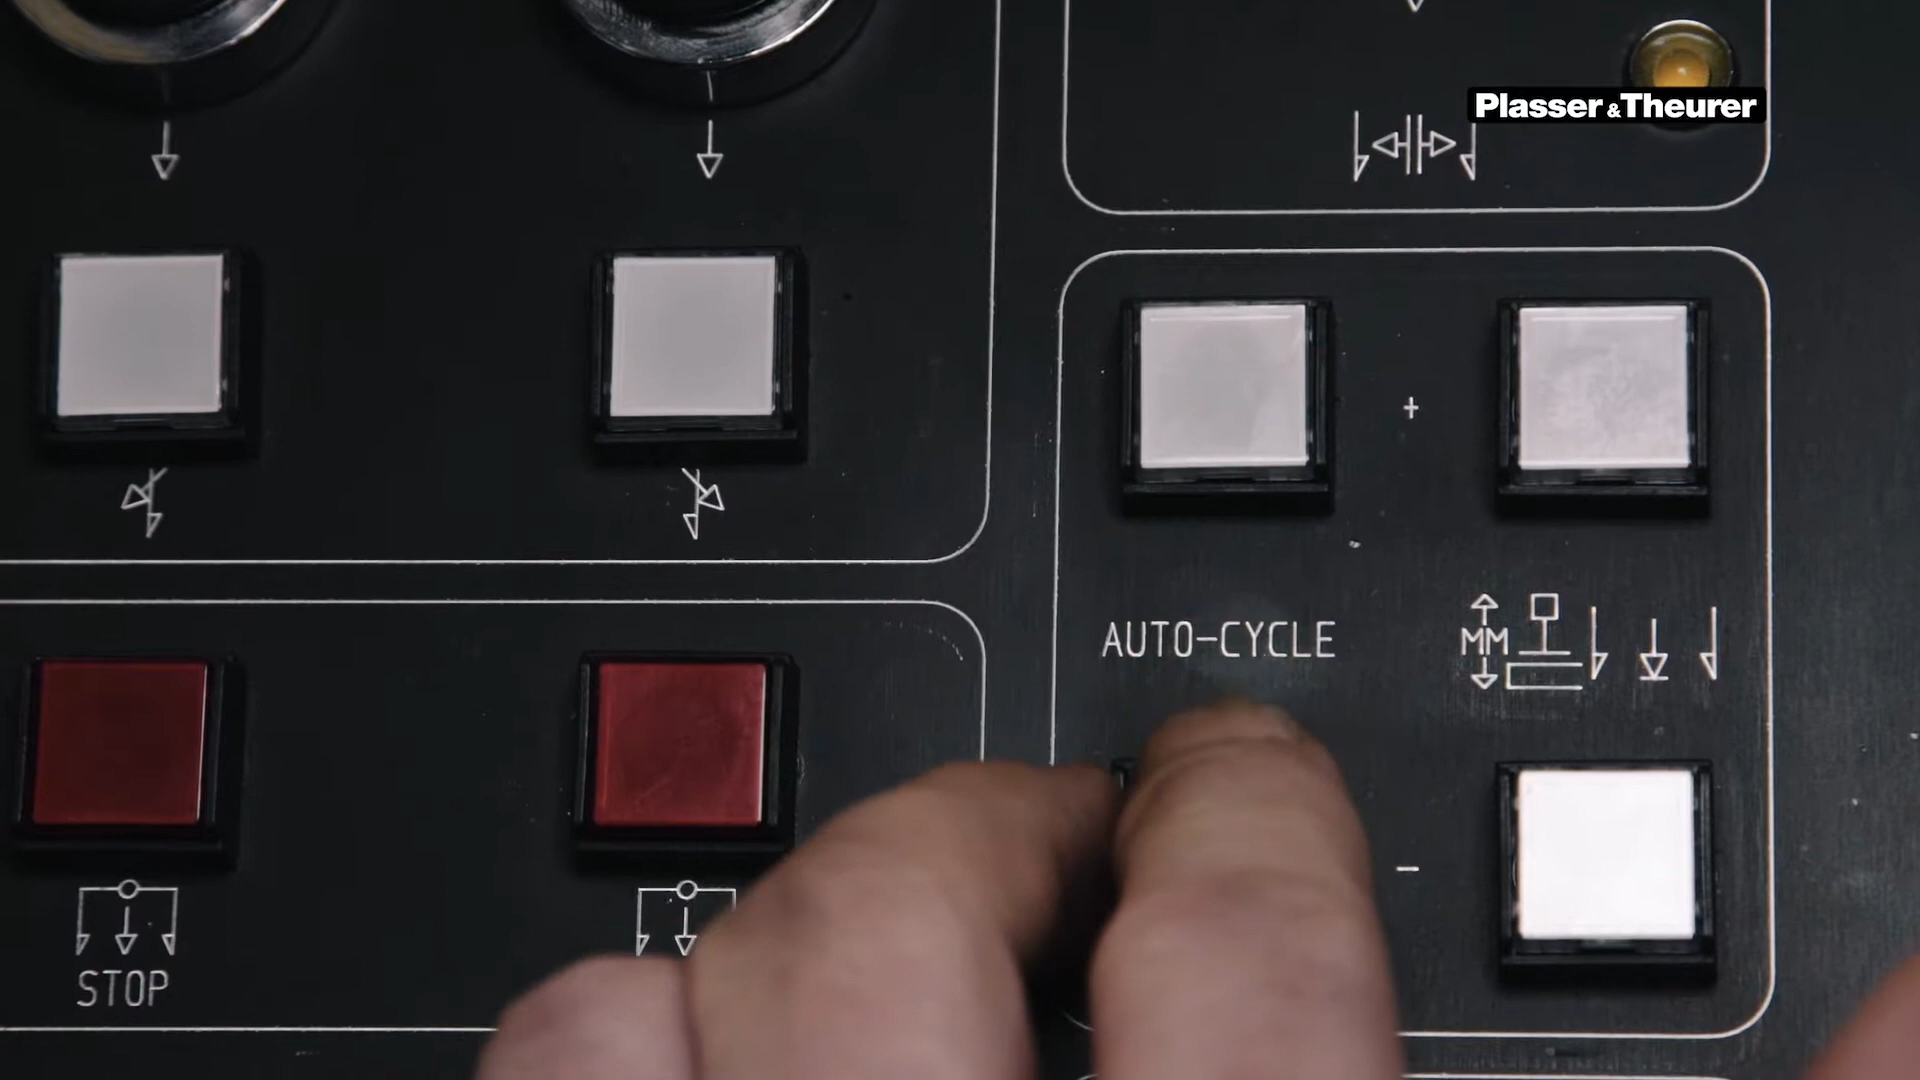 Plasser & Theurer
+
AUTO-CYCLE
MM
-
STOP